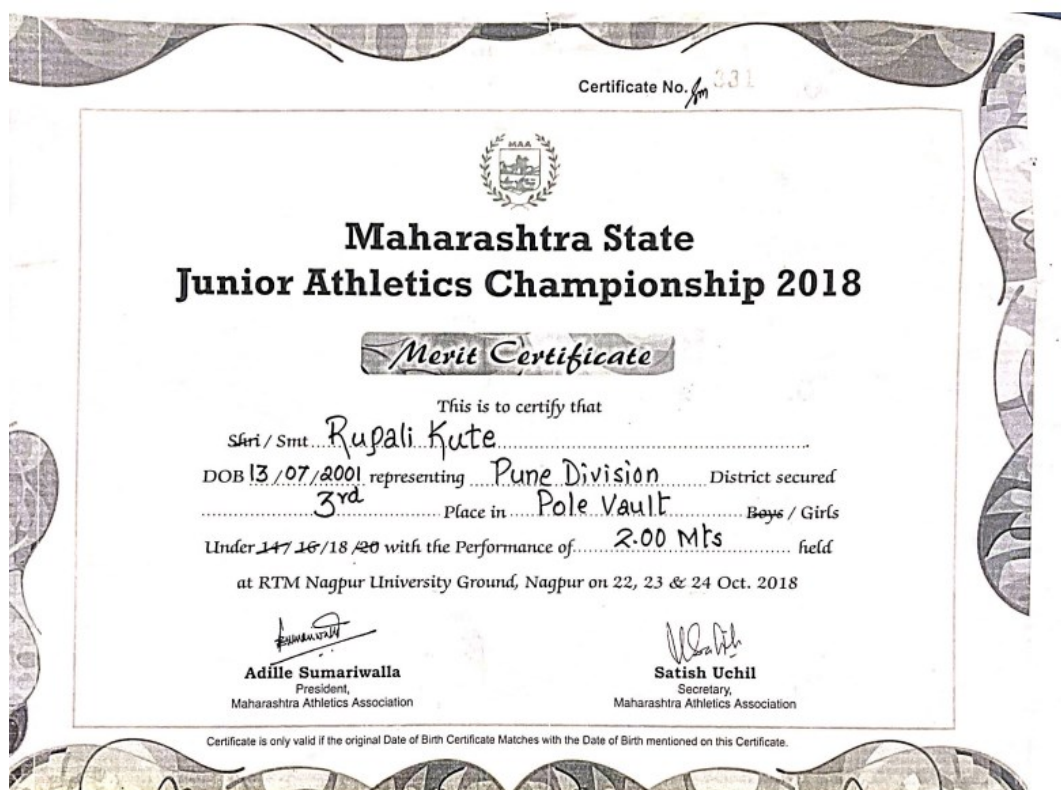 Certificate No. 331
MAA
Maharashtra State
Junior Athletics Championship 2018
Merit Certificate
This is to certify that
Shri / Smt Rupali Kute
DOB 13/07/2001 representing Pune Division District secured
3rd Place in Pole Vault Boys / Girls
Under 14/ 16/18 /20 with the Performance of 2.00 Mts held
at RTM Nagpur University Ground, Nagpur on 22, 23 & 24 Oct. 2018
Adille Sumariwalla
President,
Maharashtra Athletics Association
Satish Uchil
Secretary,
Maharashtra Athletics Association
Certificate is only valid if the original Date of Birth Certificate Matches with the Date of Birth mentioned on this Certificate.